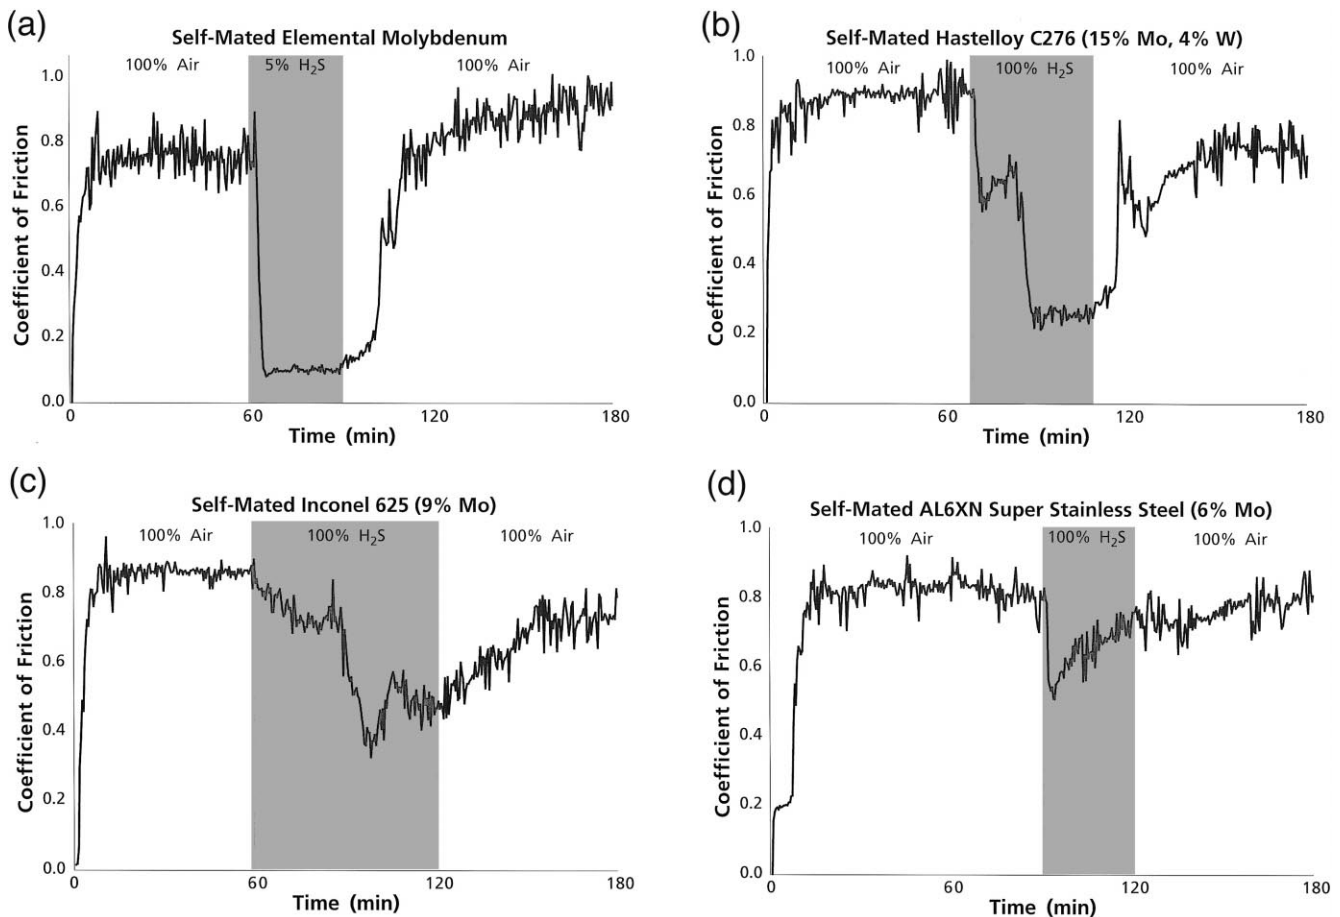 (a)
Self-Mated Elemental Molybdenum
100% Air
5% H₂S
100% Air
1.0
0.8
0.6
0.4
0.2
0.0
Coefficient of Friction
0
60
120
180
Time (min)
(b)
Self-Mated Hastelloy C276 (15% Mo, 4% W)
100% Air
100% H₂S
100% Air
1.0
0.8
0.6
0.4
0.2
0.0
Coefficient of Friction
0
60
120
180
Time (min)
(c)
Self-Mated Inconel 625 (9% Mo)
100% Air
100% H₂S
100% Air
1.0
0.8
0.6
0.4
0.2
0.0
Coefficient of Friction
0
60
120
180
Time (min)
(d)
Self-Mated AL6XN Super Stainless Steel (6% Mo)
100% Air
100% H₂S
100% Air
1.0
0.8
0.6
0.4
0.2
0.0
Coefficient of Friction
0
60
120
180
Time (min)